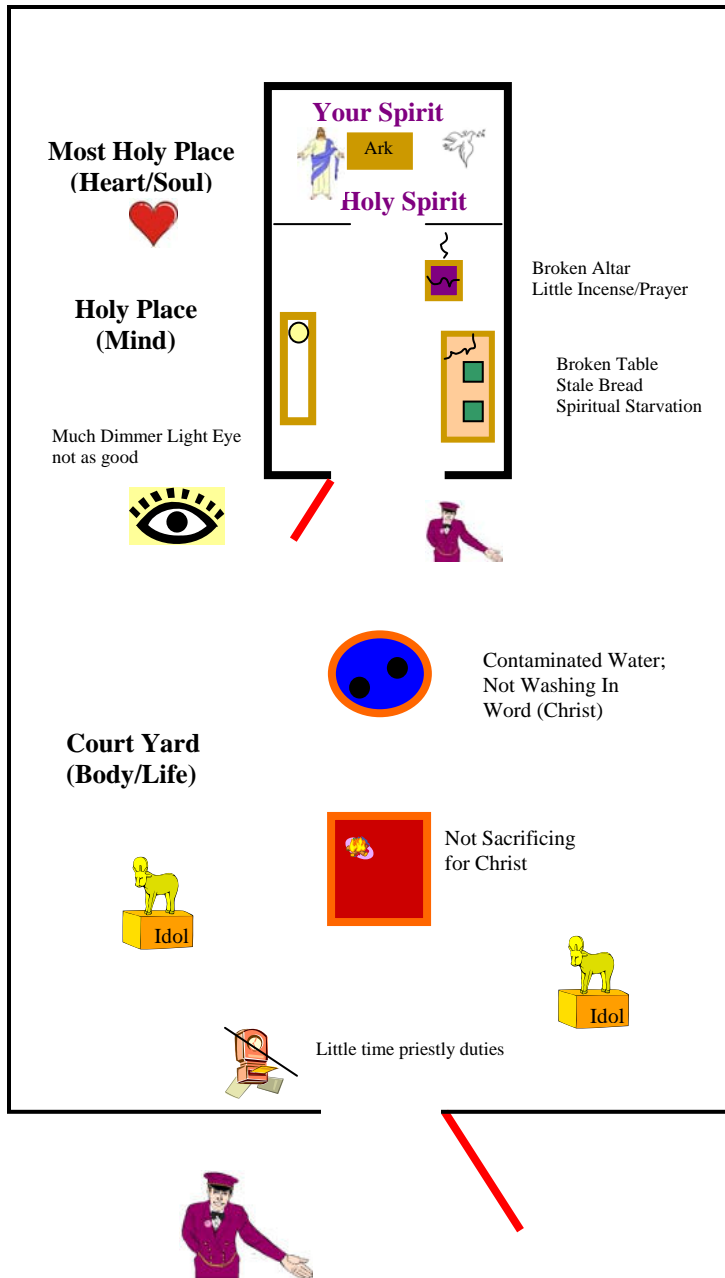 Your Spirit
Ark
Most Holy Place
(Heart/Soul)
Holy Spirit
Broken Altar
Little Incense/Prayer
Holy Place
(Mind)
Broken Table
Stale Bread
Spiritual Starvation
Much Dimmer Light Eye
not as good
Contaminated Water;
Not Washing In
Word (Christ)
Court Yard
(Body/Life)
Not Sacrificing
for Christ
Idol
Idol
Little time priestly duties